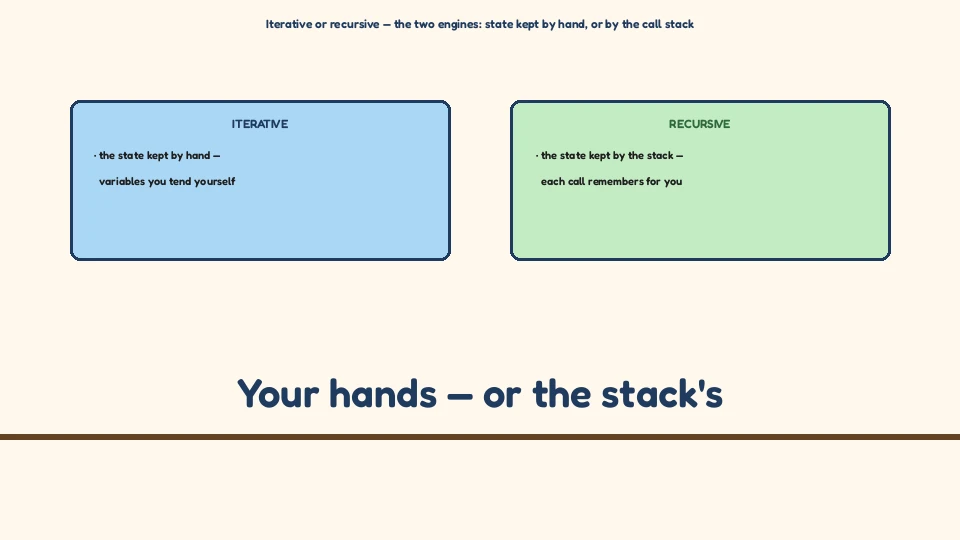 Iterative or recursive — the two engines: state kept by hand, or by the call stack
ITERATIVE
· the state kept by hand —
variables you tend yourself
RECURSIVE
· the state kept by the stack —
each call remembers for you
Your hands — or the stack's